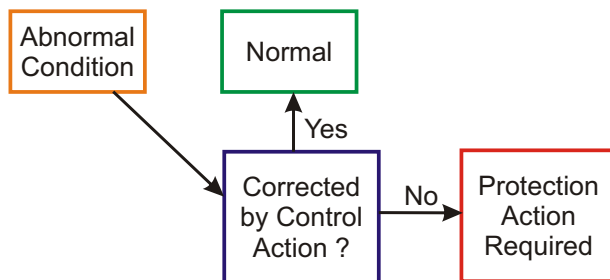 Abnormal
Condition
Normal
Yes
Corrected
by Control
Action ?
No
Protection
Action
Required